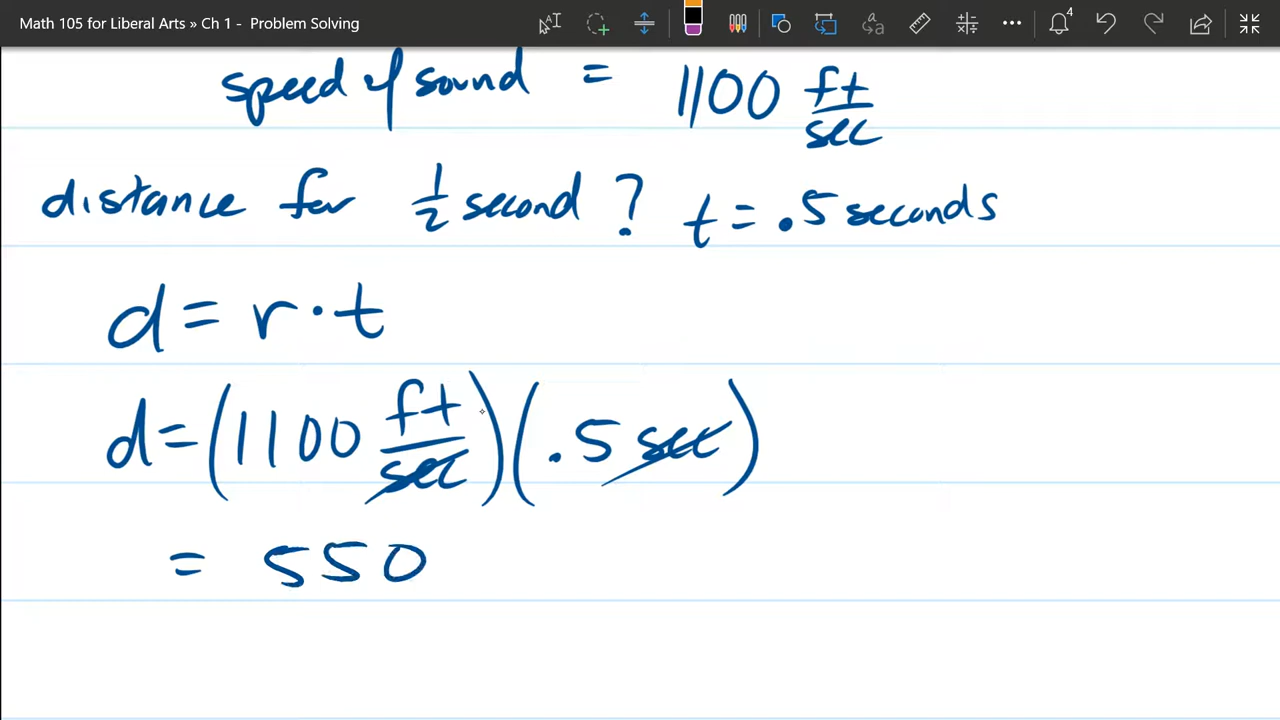 Math 105 for Liberal Arts » Ch 1 - Problem Solving
4
speed of sound = 1100 ft/sec
distance for 1/2 second? t = .5 seconds
d = r · t
d = (1100 ft/sec)(.5 sec)
= 550